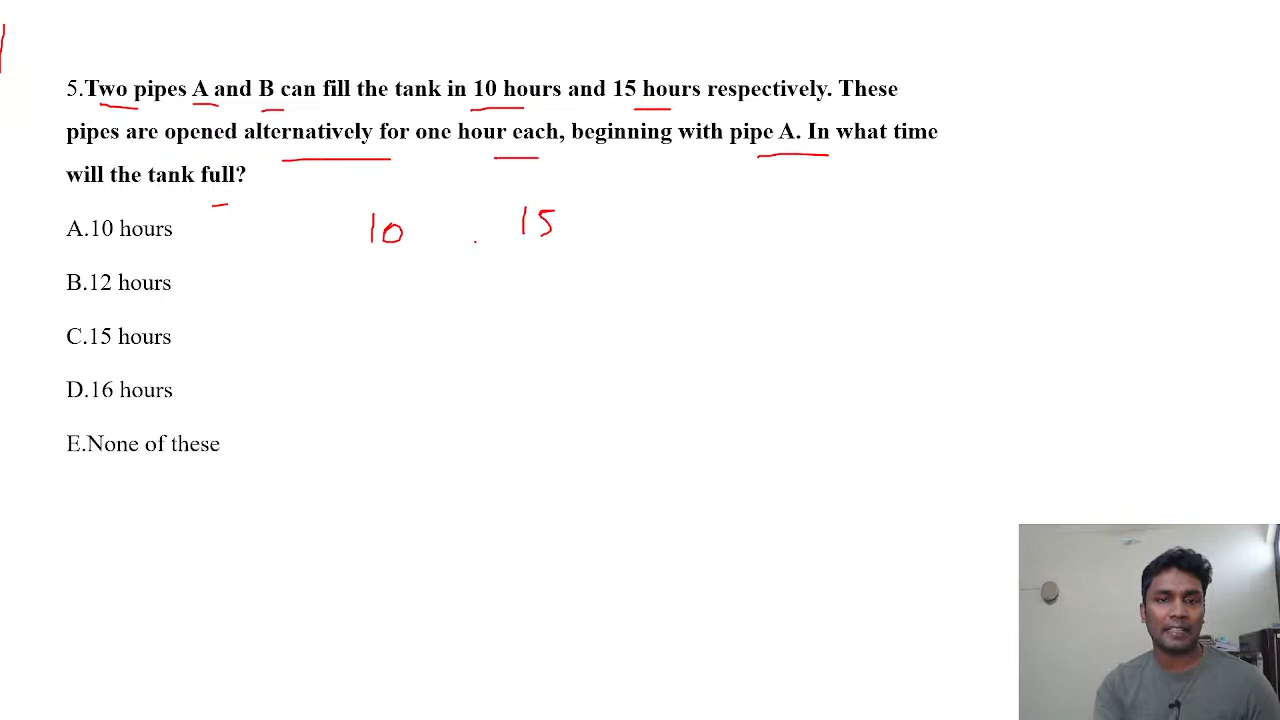 5.Two pipes A and B can fill the tank in 10 hours and 15 hours respectively. These
pipes are opened alternatively for one hour each, beginning with pipe A. In what time
will the tank full?
A.10 hours
10 15
B.12 hours
C.15 hours
D.16 hours
E.None of these